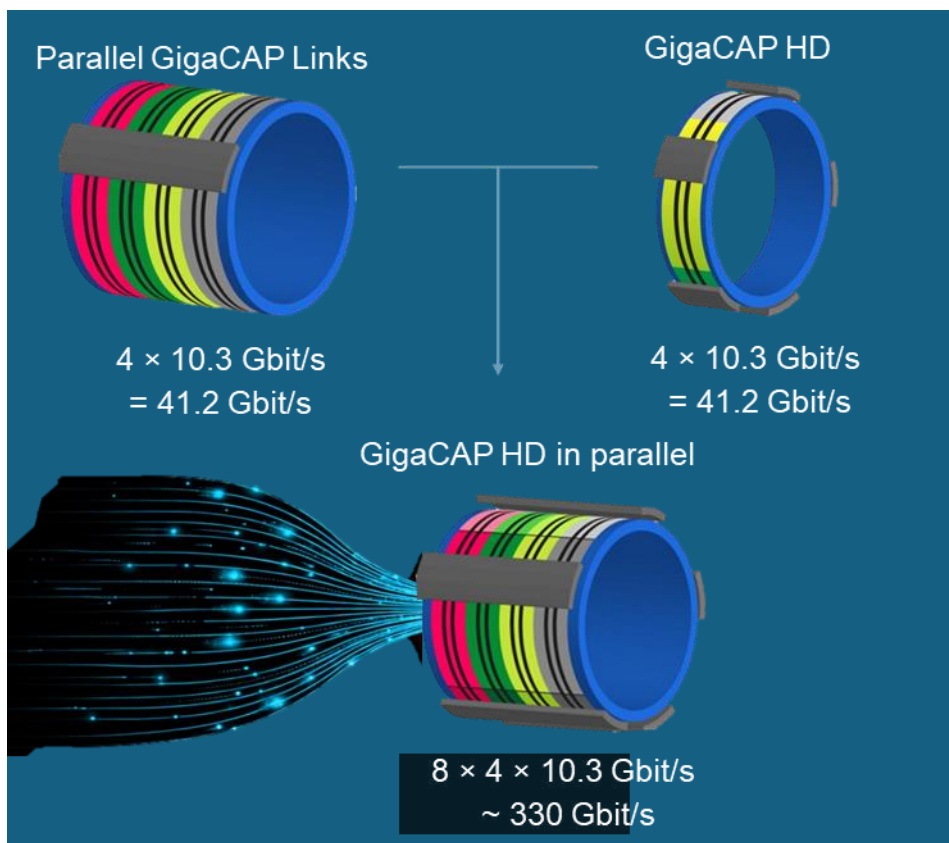 Parallel GigaCAP Links
GigaCAP HD
4 × 10.3 Gbit/s
= 41.2 Gbit/s
4 × 10.3 Gbit/s
= 41.2 Gbit/s
GigaCAP HD in parallel
8 × 4 × 10.3 Gbit/s
~ 330 Gbit/s